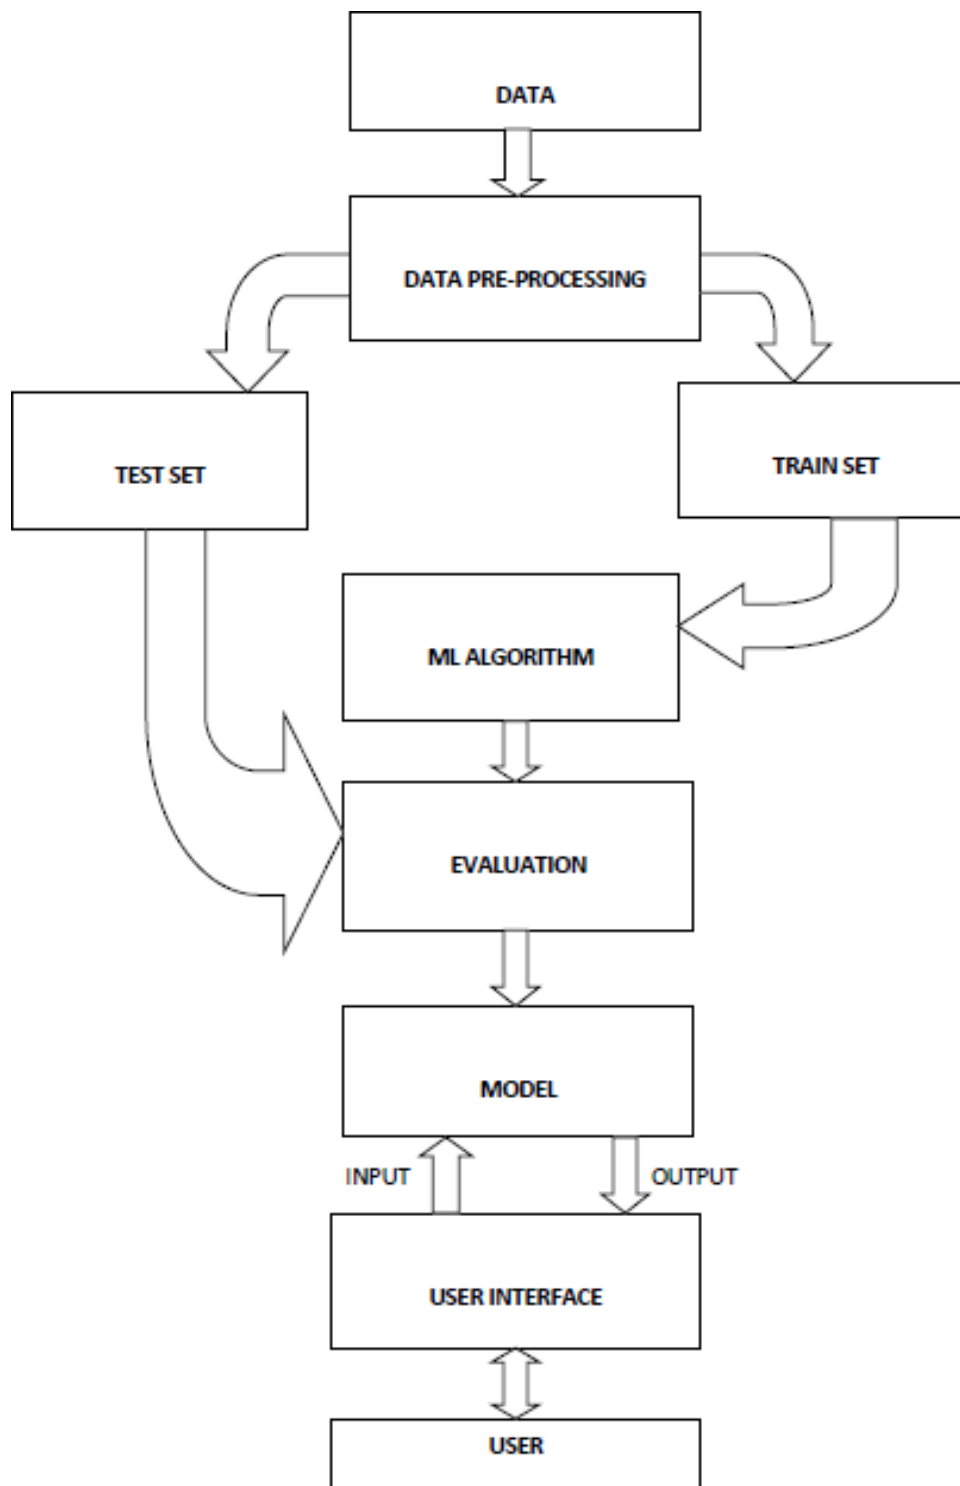 DATA
DATA PRE-PROCESSING
TEST SET
TRAIN SET
ML ALGORITHM
EVALUATION
MODEL
INPUT
OUTPUT
USER INTERFACE
USER